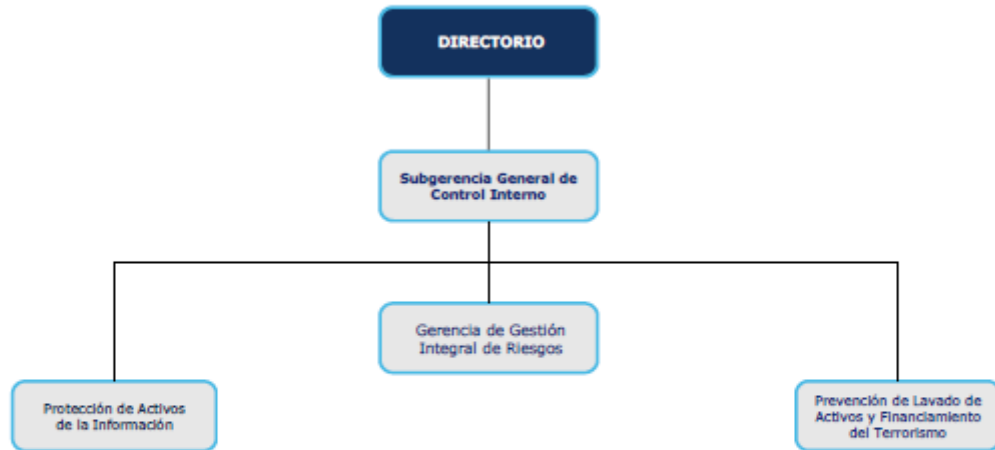 DIRECTORIO
Subgerencia General de
Control Interno
Gerencia de Gestión
Integral de Riesgos
Protección de Activos
de la Información
Prevención de Lavado de
Activos y Financiamiento
del Terrorismo